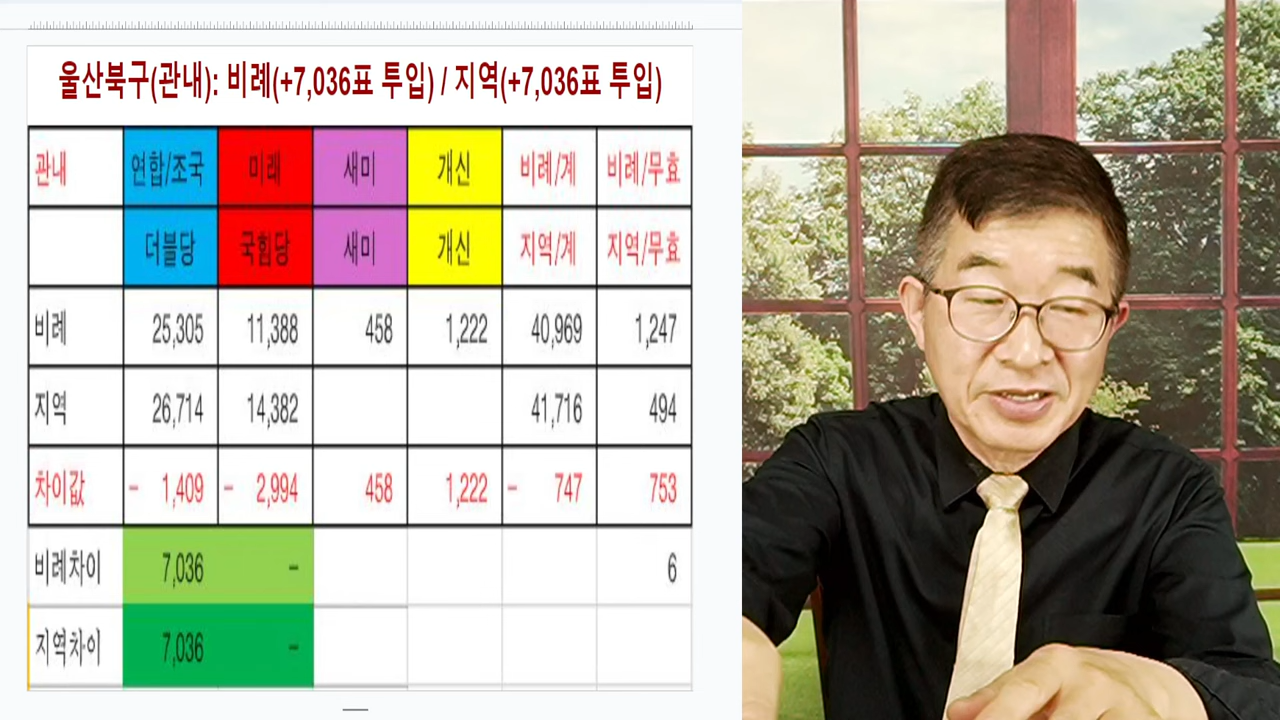 울산북구(관내): 비례(+7,036표 투입) / 지역(+7,036표 투입)
관내 연합/조국 미래 새미 개신 비례/계 비례/무효
더블당 국힘당 새미 개신 지역/계 지역/무효
비례 25,305 11,388 458 1,222 40,969 1,247
지역 26,714 14,382 41,716 494
차이값 - 1,409 - 2,994 458 1,222 - 747 753
비례차이 7,036 - 6
지역차이 7,036 -